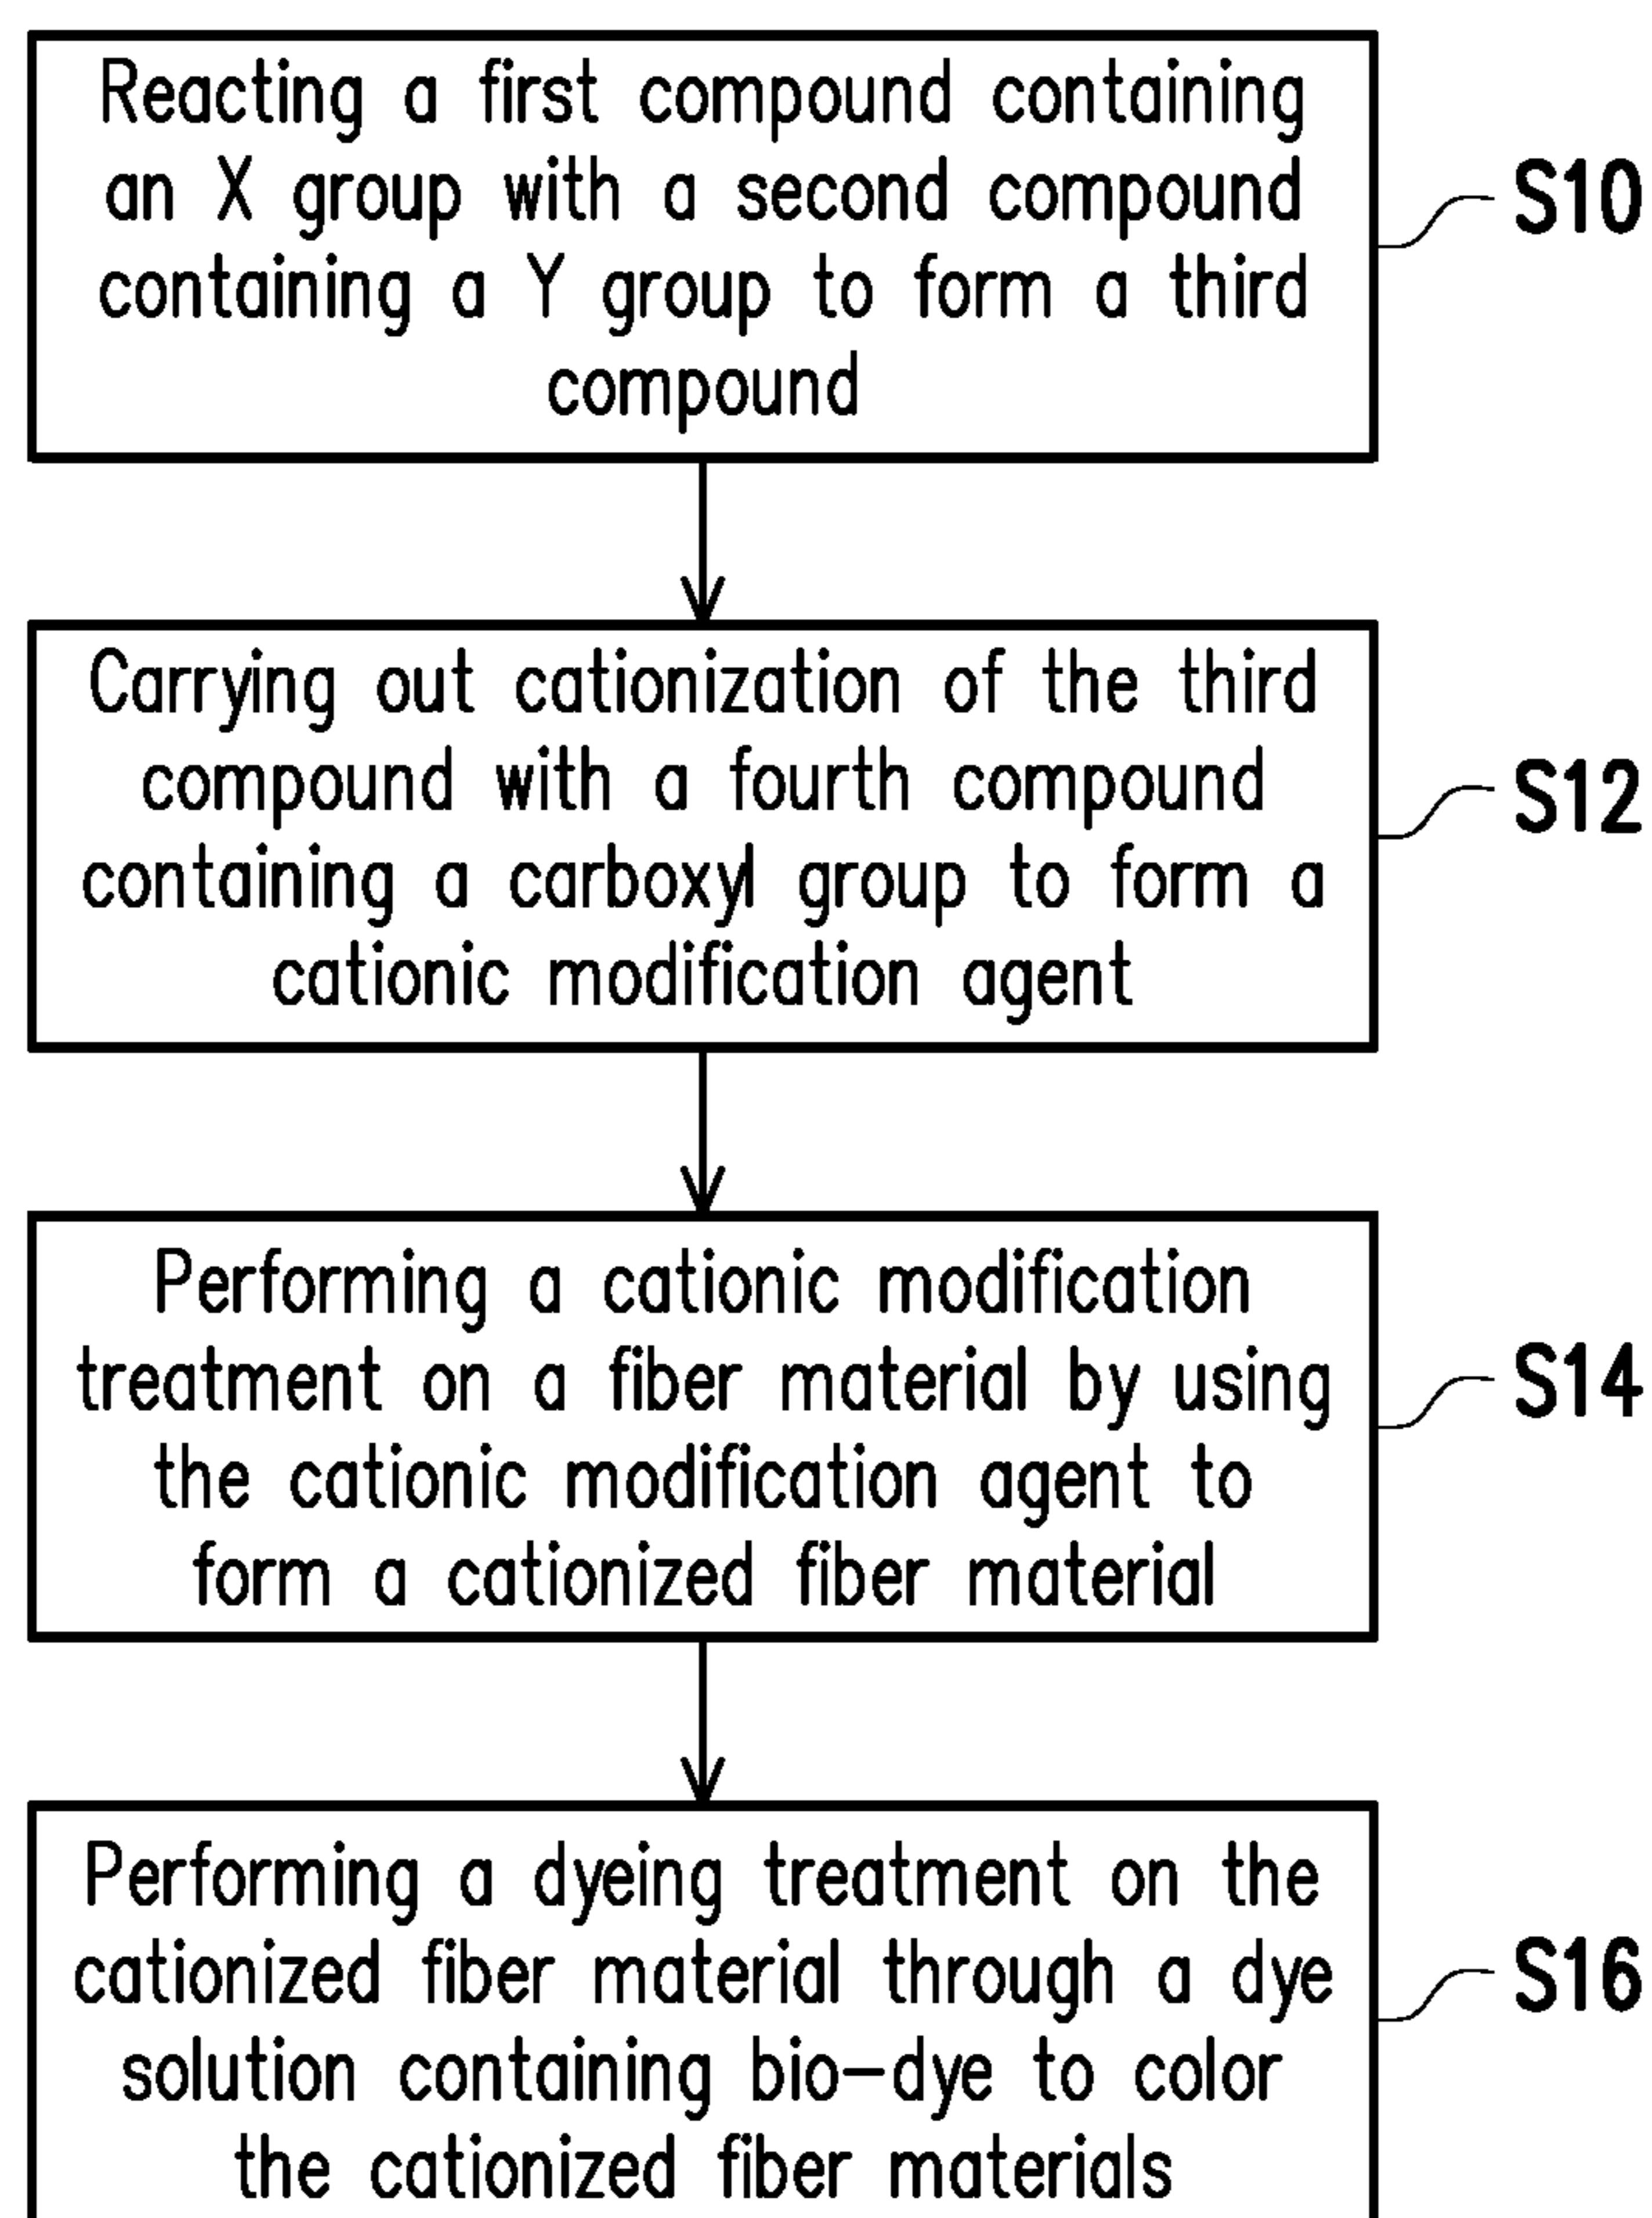 Reacting a first compound containing
an X group with a second compound
containing a Y group to form a third
compound
S10
Carrying out cationization of the third
compound with a fourth compound
containing a carboxyl group to form a
cationic modification agent
S12
Performing a cationic modification
treatment on a fiber material by using
the cationic modification agent to
form a cationized fiber material
S14
Performing a dyeing treatment on the
cationized fiber material through a dye
solution containing bio-dye to color
the cationized fiber materials
S16